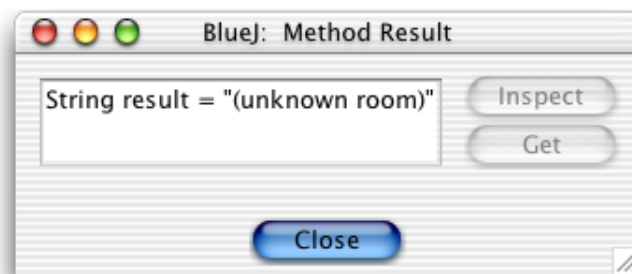 BlueJ: Method Result
String result = "(unknown room)"
Inspect
Get
Close